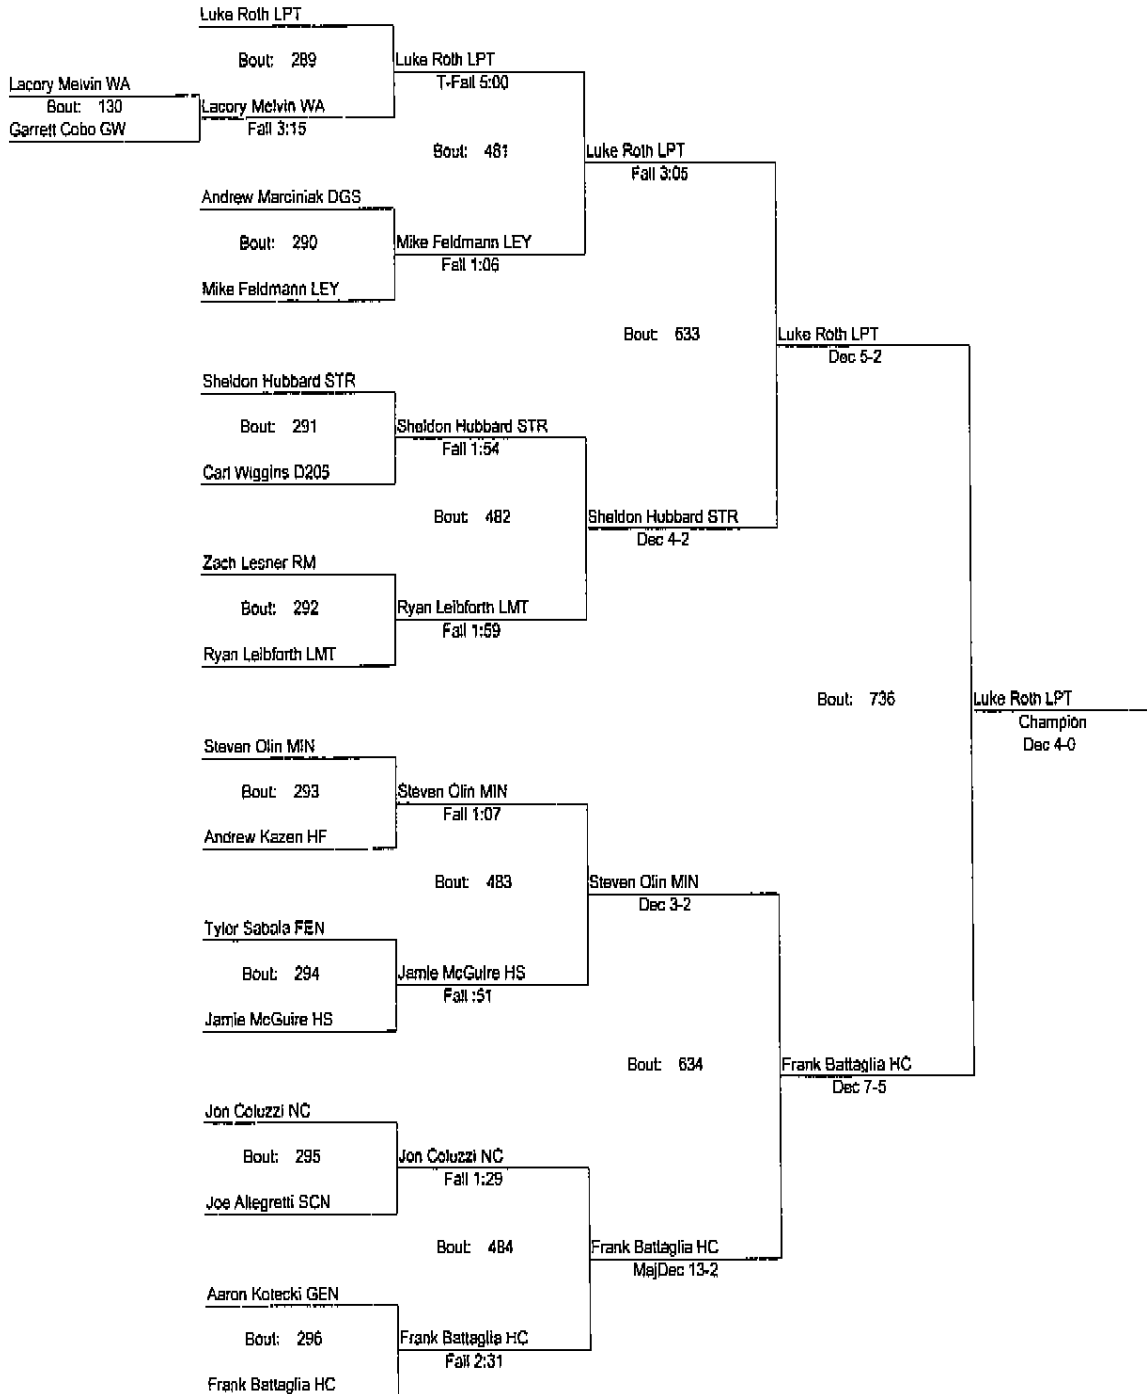 Luke Roth LPT
Bout: 289
Luke Roth LPT
T-Fall 5:00
Lacory Melvin WA
Bout: 130
Lacory Melvin WA
Garrett Cobo GW
Fall 3:15
Bout: 481
Luke Roth LPT
Fall 3:05
Andrew Marciniak DGS
Bout: 290
Mike Feldmann LEY
Fall 1:06
Mike Feldmann LEY
Bout: 633
Luke Roth LPT
Dec 5-2
Sheldon Hubbard STR
Bout: 291
Sheldon Hubbard STR
Fall 1:54
Carl Wiggins D205
Bout: 482
Sheldon Hubbard STR
Dec 4-2
Zach Lesner RM
Bout: 292
Ryan Leibforth LMT
Fall 1:59
Ryan Leibforth LMT
Bout: 736
Luke Roth LPT
Champion
Dec 4-0
Steven Olin MIN
Bout: 293
Steven Olin MIN
Fall 1:07
Andrew Kazen HF
Bout: 483
Steven Olin MIN
Dec 3-2
Tylor Sabala FEN
Bout: 294
Jamie McGuire HS
Fall :51
Jamie McGuire HS
Bout: 634
Frank Battaglia HC
Dec 7-5
Jon Coluzzi NC
Bout: 295
Jon Coluzzi NC
Fall 1:29
Joe Allegretti SCN
Bout: 484
Frank Battaglia HC
MajDec 13-2
Aaron Kotecki GEN
Bout: 296
Frank Battaglia HC
Fall 2:31
Frank Battaglia HC